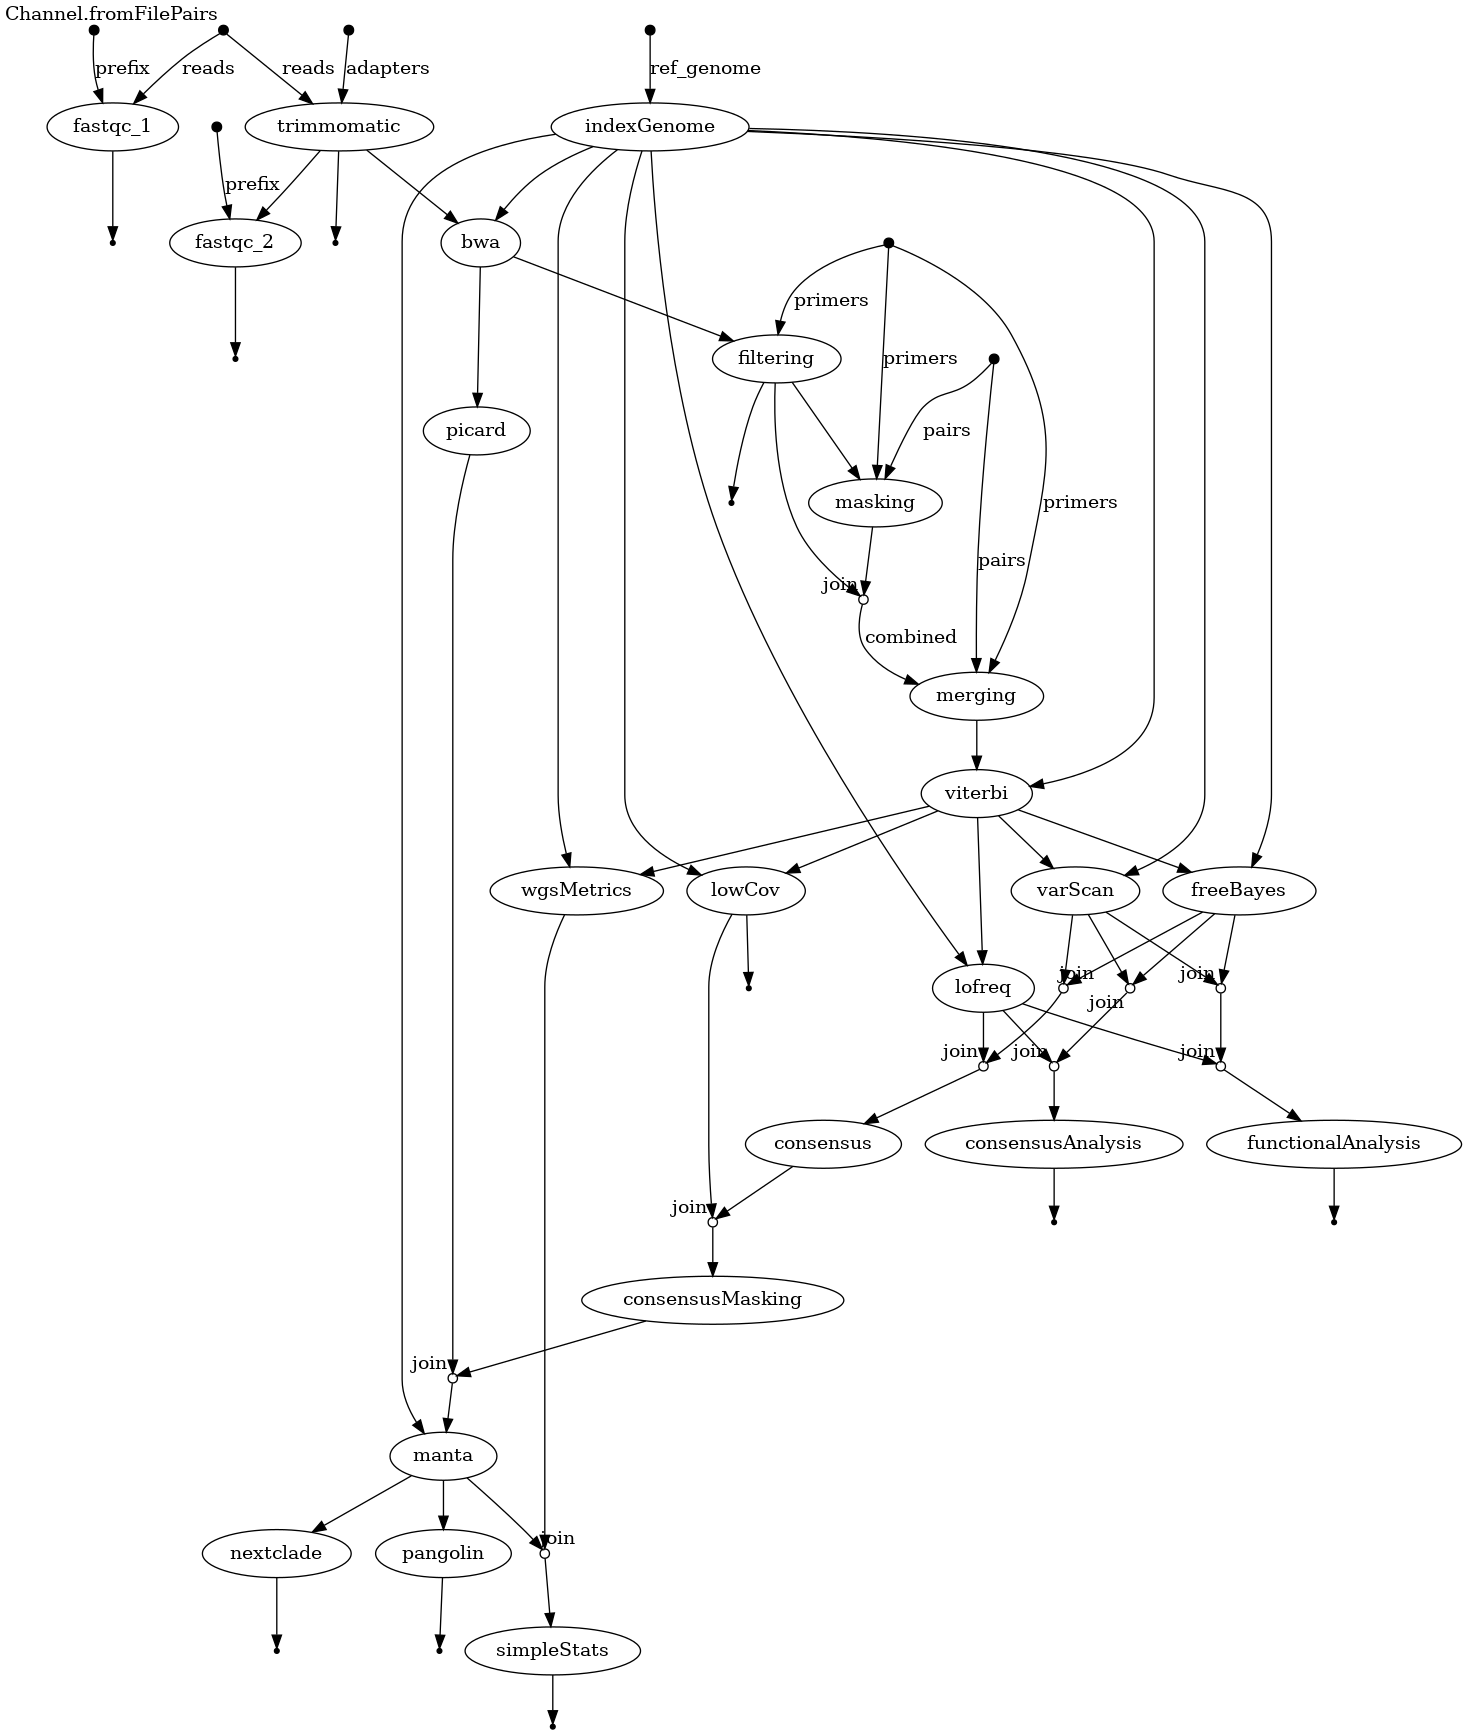 Channel.fromFilePairs
prefix
reads
reads
adapters
ref_genome
fastqc_1
trimmomatic
indexGenome
prefix
fastqc_2
bwa
primers
filtering
primers
picard
pairs
masking
primers
pairs
join
combined
merging
viterbi
wgsMetrics
lowCov
varScan
freeBayes
lofreq
join
join
join
join
join
join
consensus
consensusAnalysis
functionalAnalysis
join
consensusMasking
join
manta
join
nextclade
pangolin
simpleStats